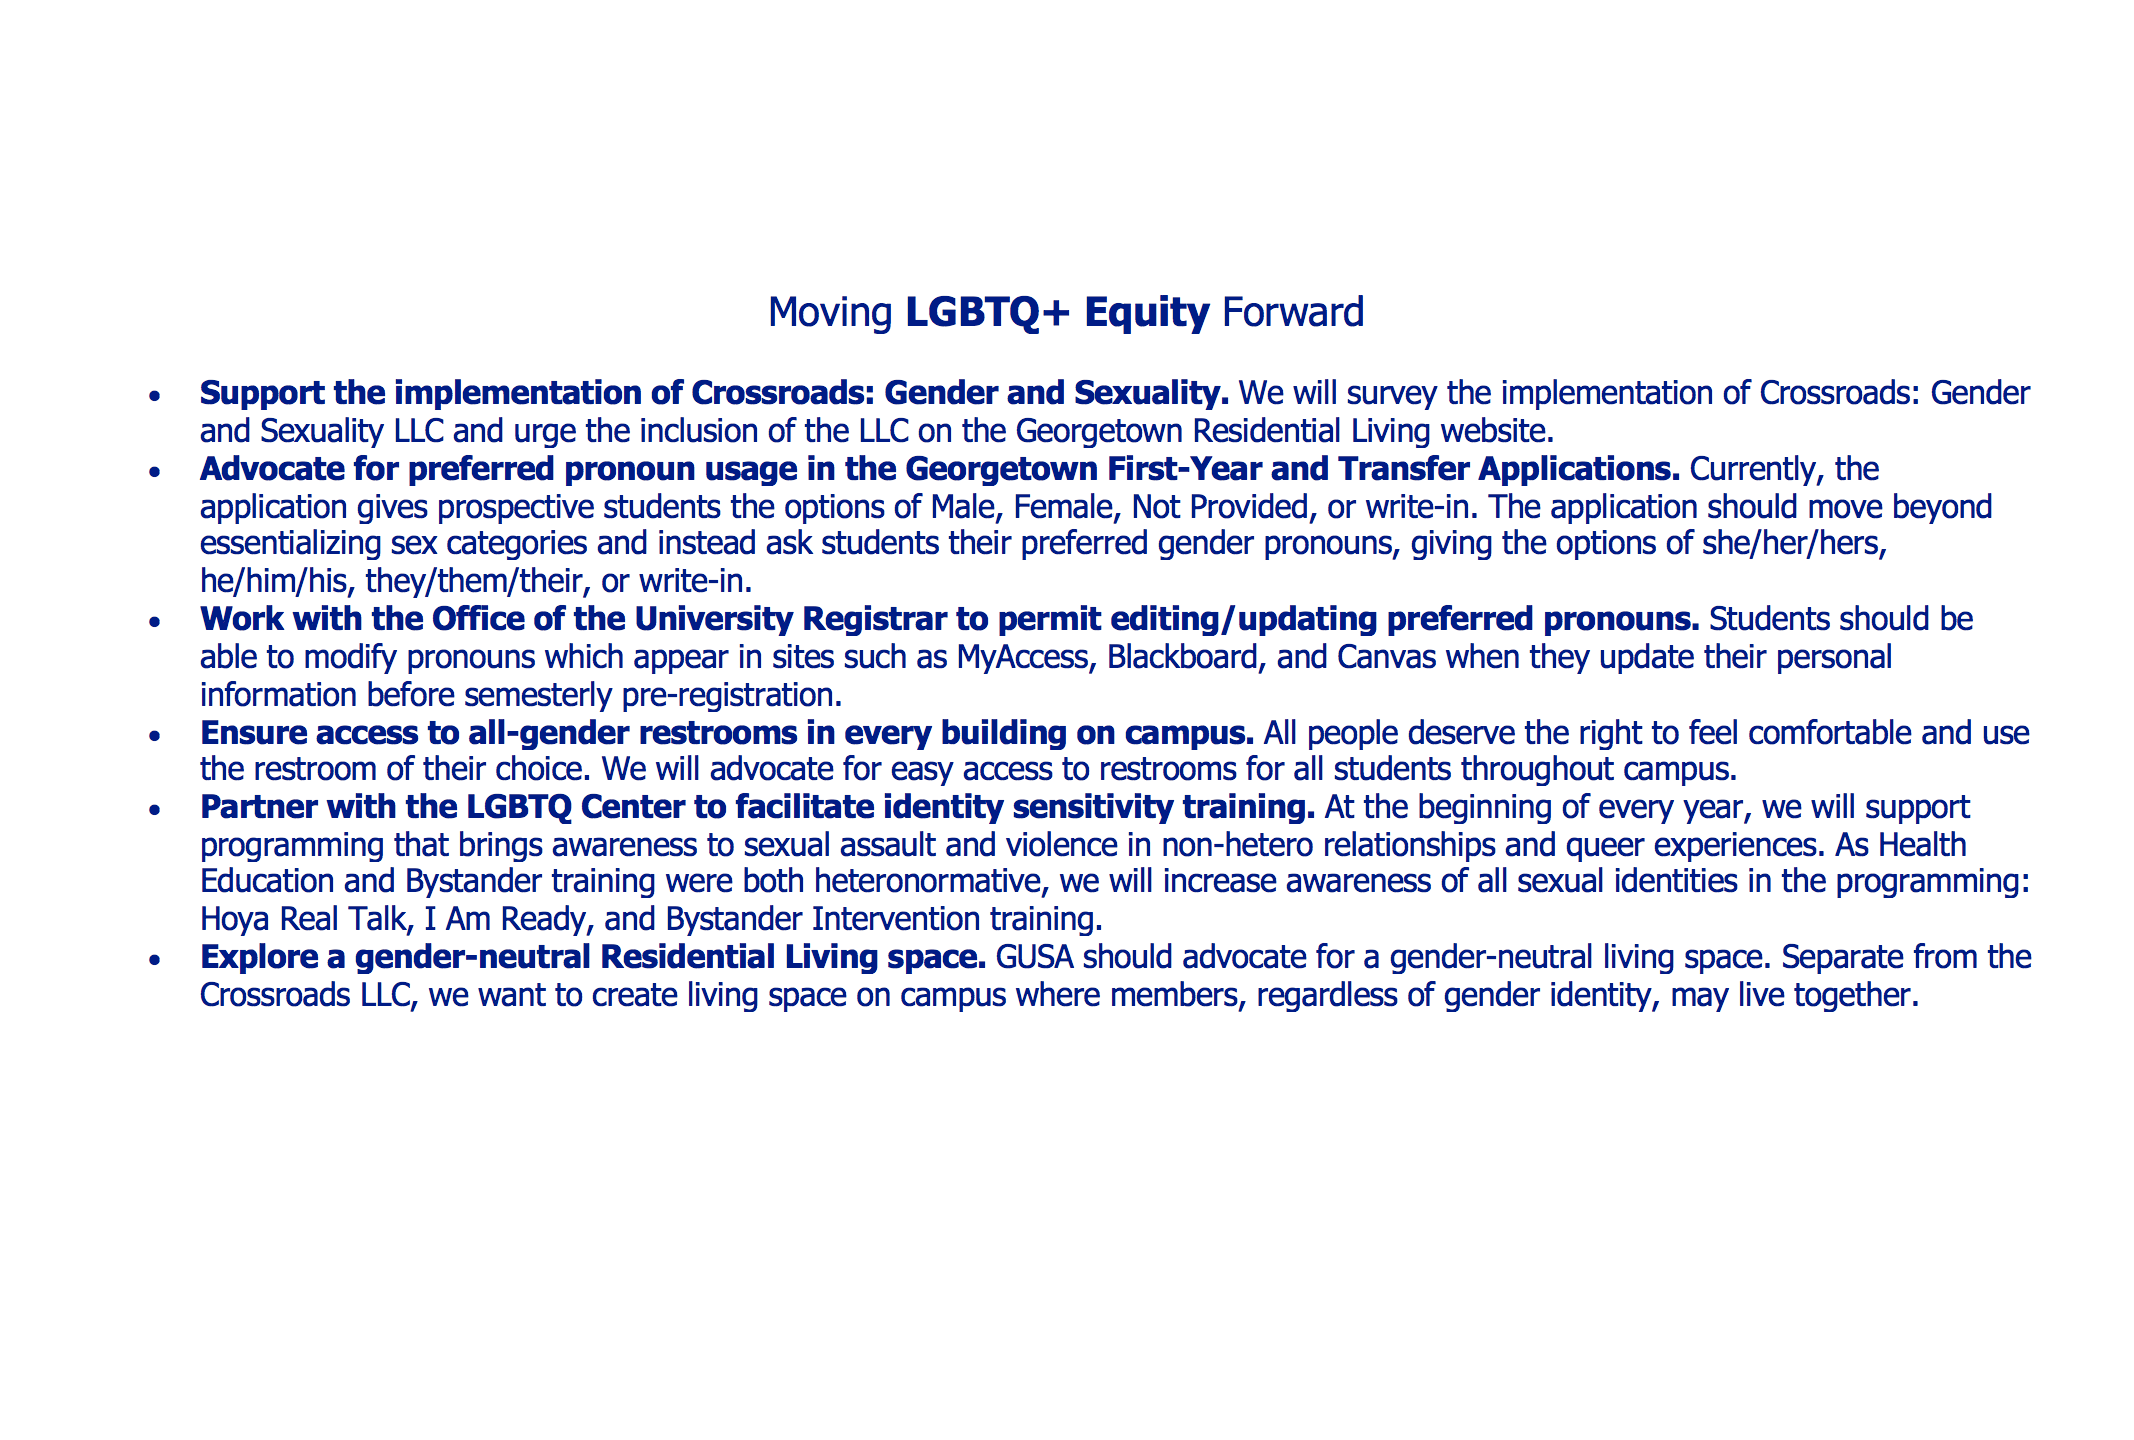 Moving LGBTQ+ Equity Forward
• Support the implementation of Crossroads: Gender and Sexuality. We will survey the implementation of Crossroads: Gender
and Sexuality LLC and urge the inclusion of the LLC on the Georgetown Residential Living website.
• Advocate for preferred pronoun usage in the Georgetown First-Year and Transfer Applications. Currently, the
application gives prospective students the options of Male, Female, Not Provided, or write-in. The application should move beyond
essentializing sex categories and instead ask students their preferred gender pronouns, giving the options of she/her/hers,
he/him/his, they/them/their, or write-in.
• Work with the Office of the University Registrar to permit editing/updating preferred pronouns. Students should be
able to modify pronouns which appear in sites such as MyAccess, Blackboard, and Canvas when they update their personal
information before semesterly pre-registration.
• Ensure access to all-gender restrooms in every building on campus. All people deserve the right to feel comfortable and use
the restroom of their choice. We will advocate for easy access to restrooms for all students throughout campus.
• Partner with the LGBTQ Center to facilitate identity sensitivity training. At the beginning of every year, we will support
programming that brings awareness to sexual assault and violence in non-hetero relationships and queer experiences. As Health
Education and Bystander training were both heteronormative, we will increase awareness of all sexual identities in the programming:
Hoya Real Talk, I Am Ready, and Bystander Intervention training.
• Explore a gender-neutral Residential Living space. GUSA should advocate for a gender-neutral living space. Separate from the
Crossroads LLC, we want to create living space on campus where members, regardless of gender identity, may live together.